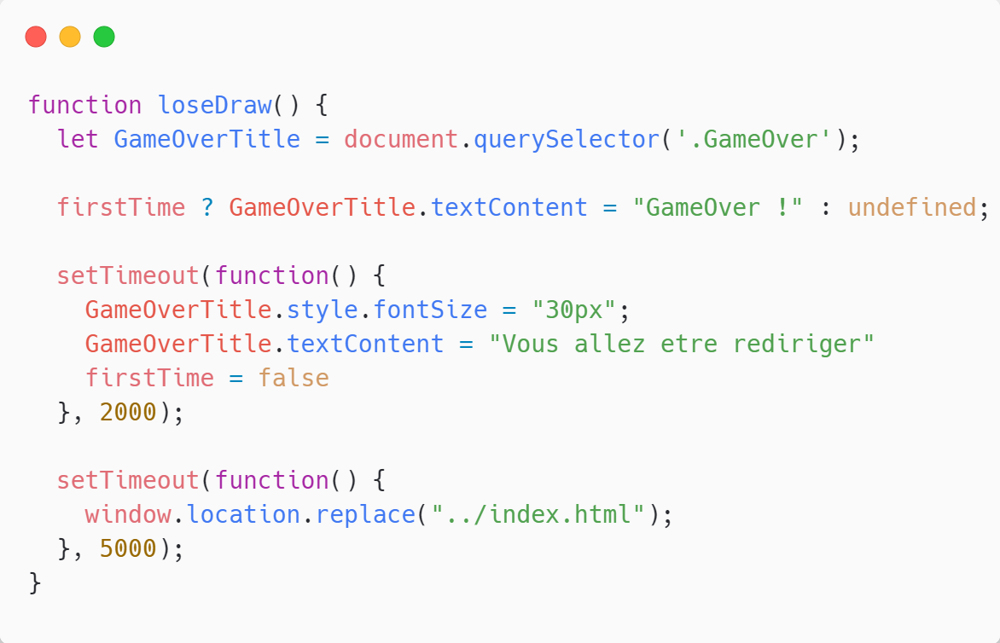 function loseDraw() {
  let GameOverTitle = document.querySelector('.GameOver');
  firstTime ? GameOverTitle.textContent = "GameOver !" : undefined;
  setTimeout(function() {
    GameOverTitle.style.fontSize = "30px";
    GameOverTitle.textContent = "Vous allez etre rediriger"
    firstTime = false
  }, 2000);
  setTimeout(function() {
    window.location.replace("../index.html");
  }, 5000);
}